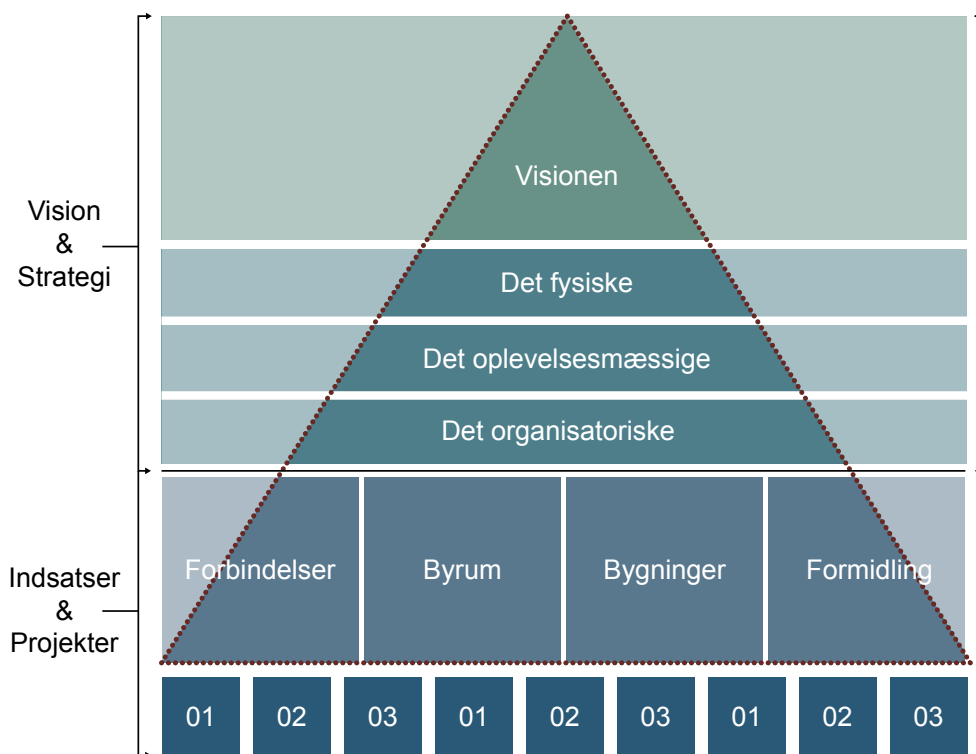 Vision
&
Strategi
Visionen
Det fysiske
Det oplevelsesmæssige
Det organisatoriske
Indsatser
&
Projekter
Forbindelser Byrum Bygninger Formidling
01 02 03 01 02 03 01 02 03